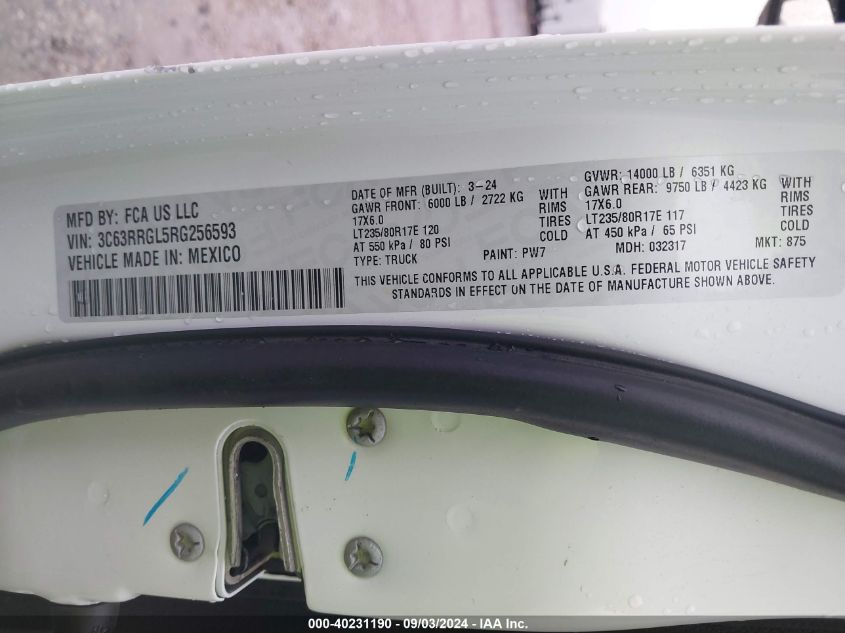 MFD BY: FCA US LLC
VIN: 3C63RRGL5RG256593
VEHICLE MADE IN: MEXICO
DATE OF MFR (BUILT): 3-24
GAWR FRONT: 6000 LB / 2722 KG
17X6.0
LT235/80R17E 120
AT 550 kPa / 80 PSI
TYPE: TRUCK
WITH
RIMS
TIRES
COLD
PAINT: PW7
GVWR: 14000 LB / 6351 KG
GAWR REAR: 9750 LB / 4423 KG
17X6.0
LT235/80R17E 117
AT 450 kPa / 65 PSI
WITH
RIMS
TIRES
COLD
MDH: 032317
MKT: 875
THIS VEHICLE CONFORMS TO ALL APPLICABLE U.S.A. FEDERAL MOTOR VEHICLE SAFETY
STANDARDS IN EFFECT ON THE DATE OF MANUFACTURE SHOWN ABOVE.
000-40231190 - 09/03/2024 - IAA Inc.